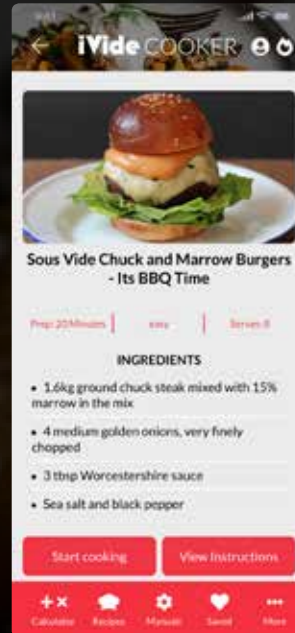 9:41
iVide COOKER
Sous Vide Chuck and Marrow Burgers
- Its BBQ Time
Prep: 20 Minutes
easy
Serves: 8
INGREDIENTS
• 1.6kg ground chuck steak mixed with 15%
marrow in the mix
• 4 medium golden onions, very finely
chopped
• 3 tbsp Worcestershire sauce
• Sea salt and black pepper
Start cooking
View Instructions
Calculator
Recipes
Manuals
Saved
More